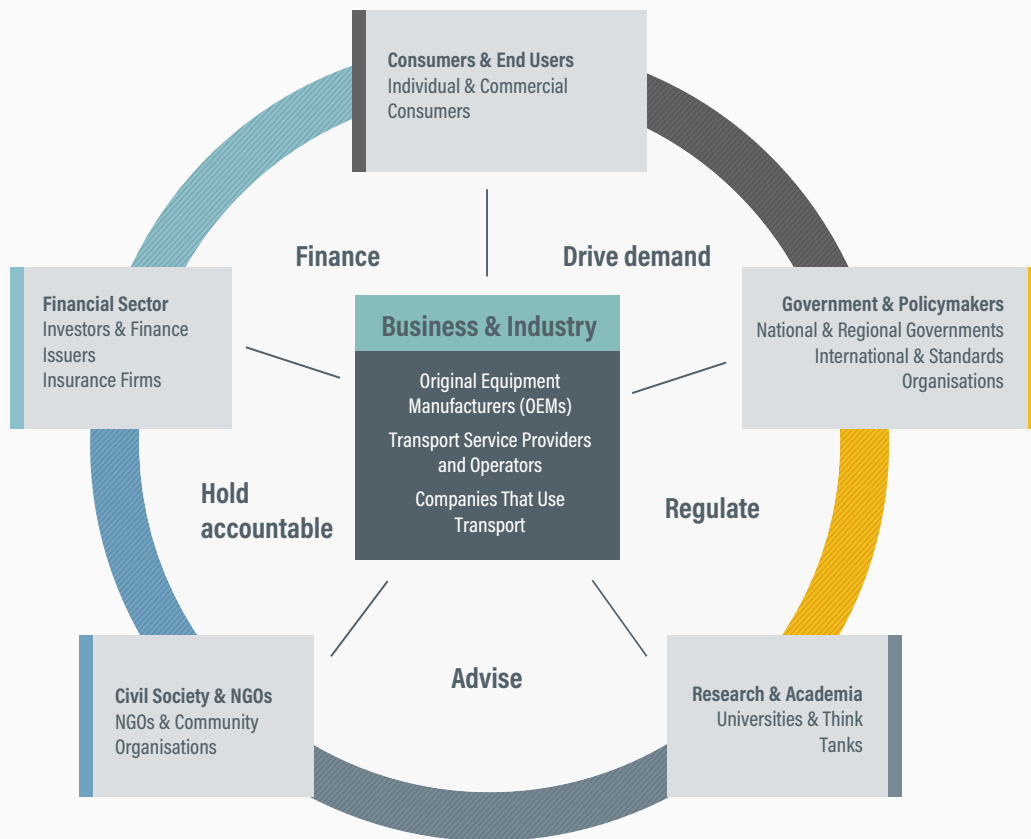 Consumers & End Users
Individual & Commercial
Consumers
Finance
Drive demand
Financial Sector
Investors & Finance
Issuers
Insurance Firms
Business & Industry
Original Equipment
Manufacturers (OEMs)
Transport Service Providers
and Operators
Companies That Use
Transport
Government & Policymakers
National & Regional Governments
International & Standards
Organisations
Hold
accountable
Regulate
Advise
Civil Society & NGOs
NGOs & Community
Organisations
Research & Academia
Universities & Think
Tanks